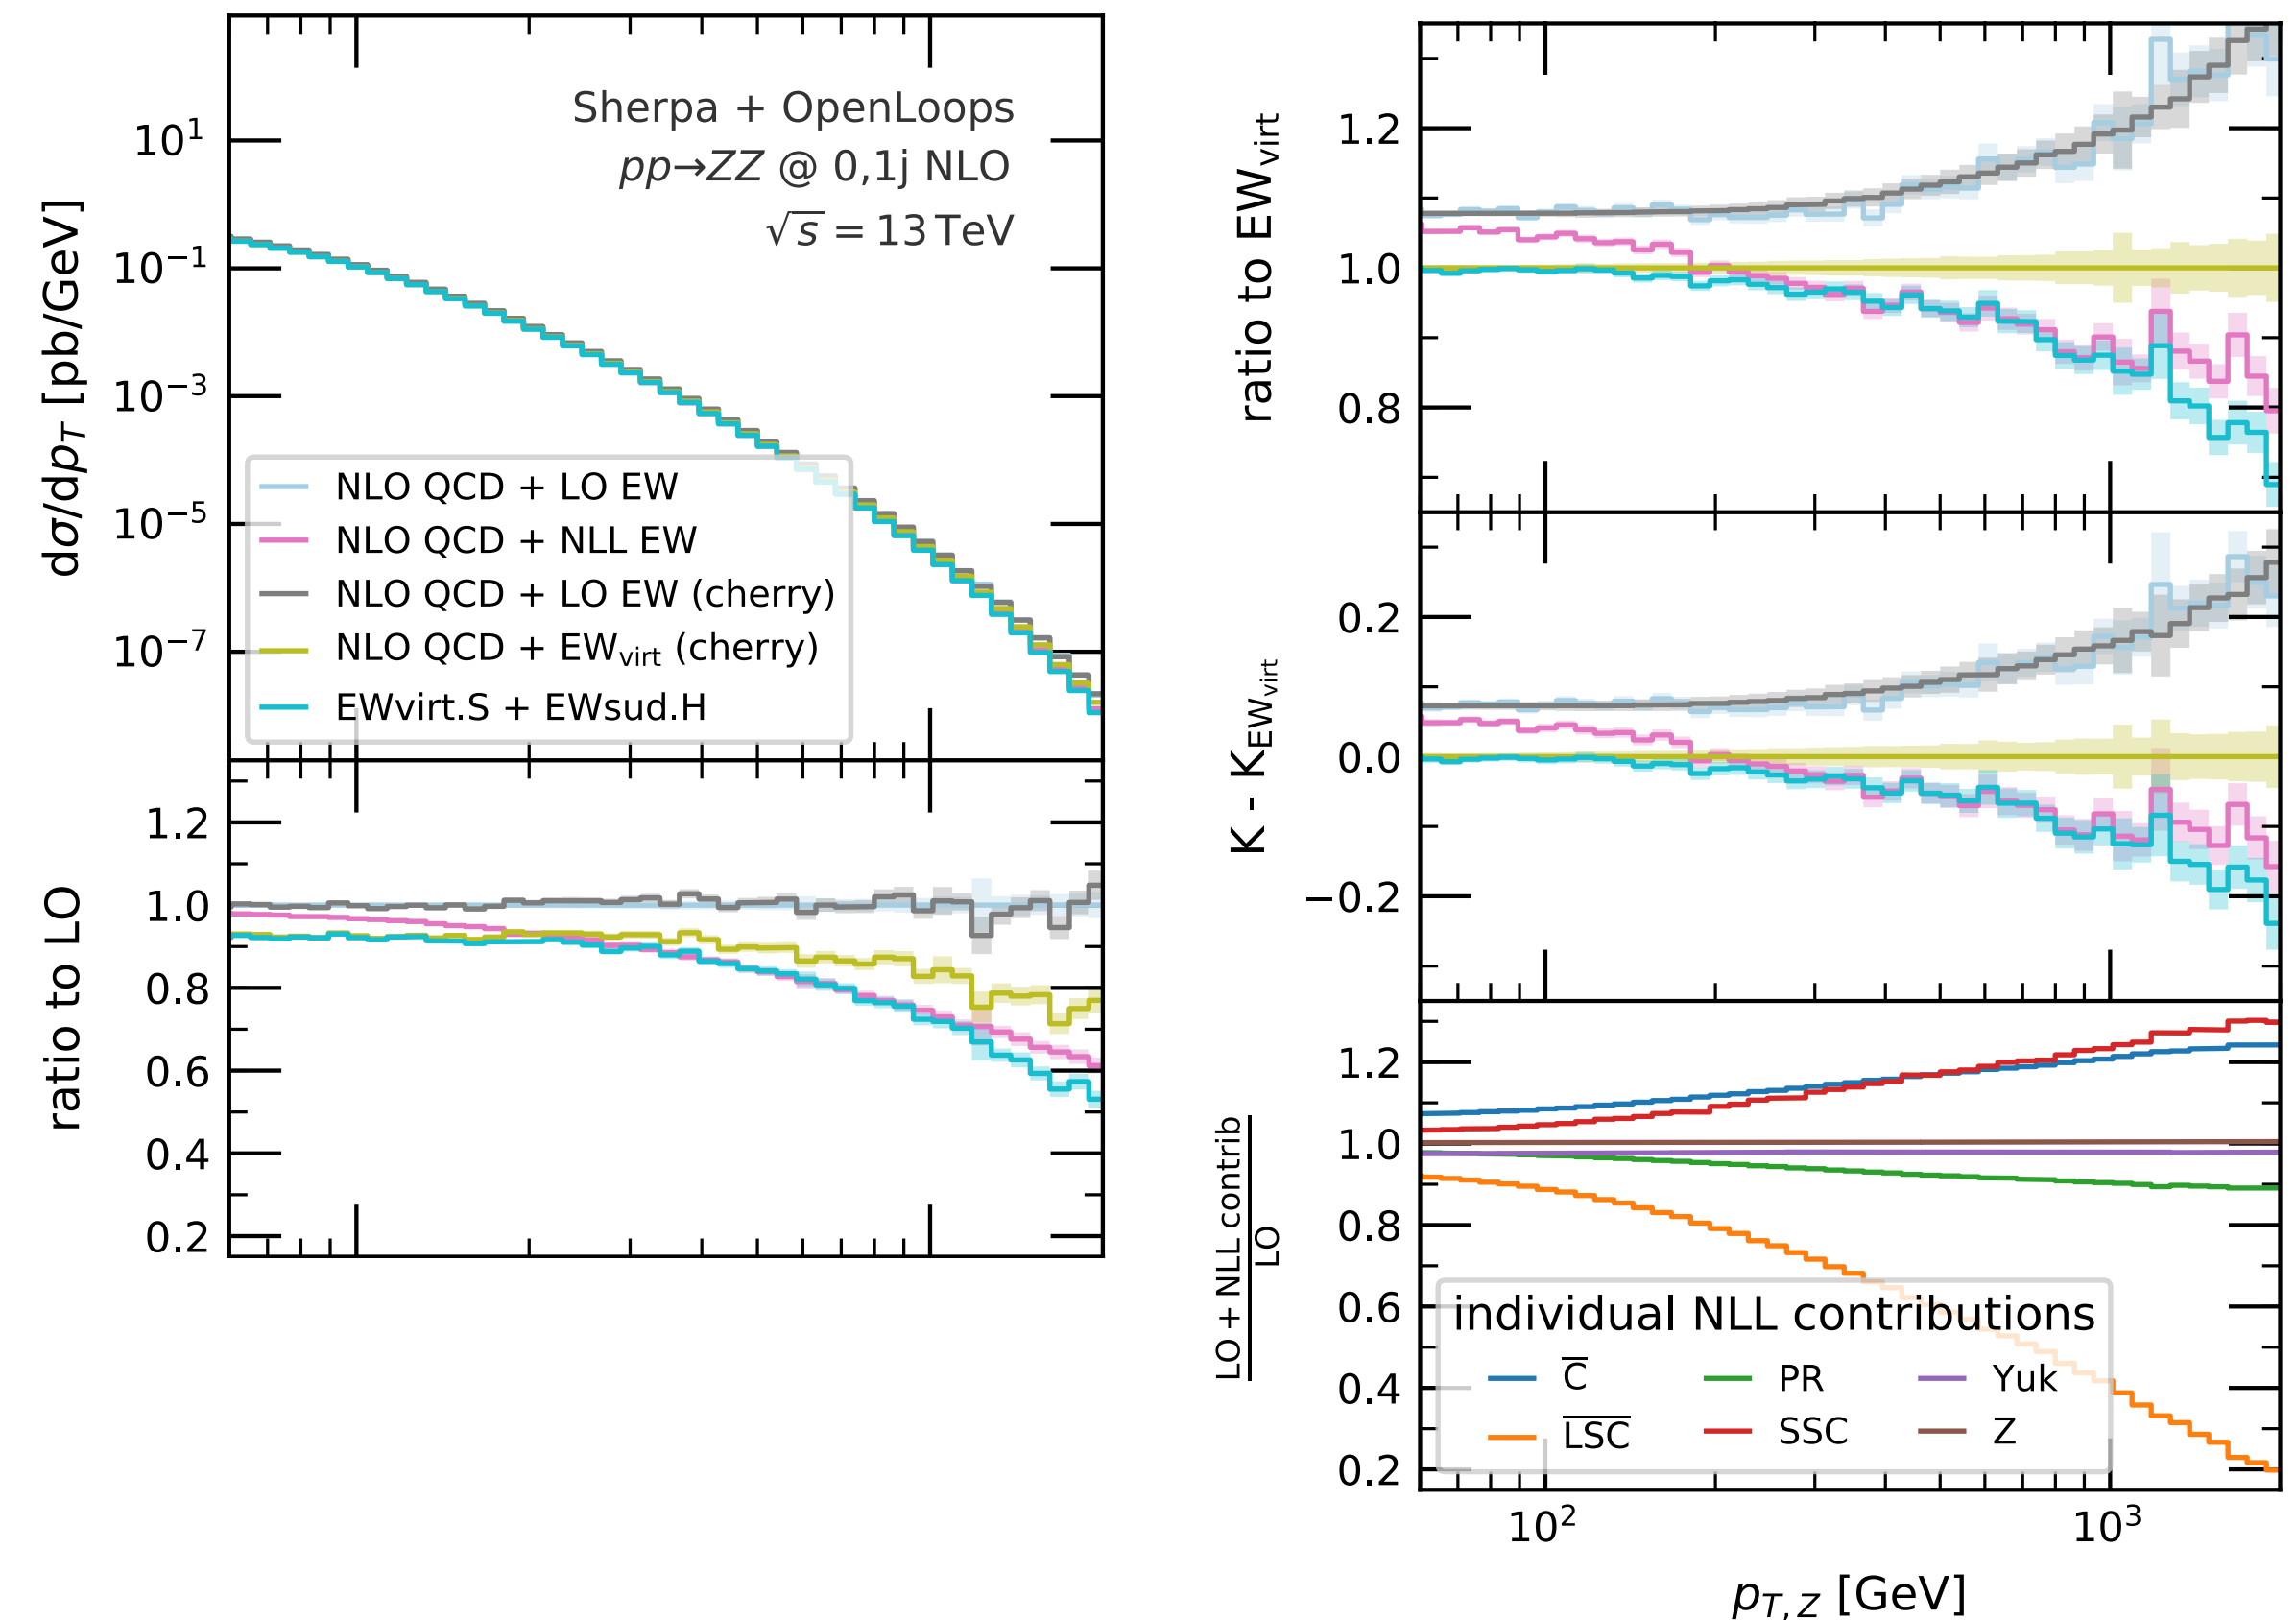 Sherpa + OpenLoops
pp→ZZ @ 0,1j NLO
√s = 13 TeV
dσ/dp_T [pb/GeV]
10^1
10^−1
10^−3
10^−5
10^−7
NLO QCD + LO EW
NLO QCD + NLL EW
NLO QCD + LO EW (cherry)
NLO QCD + EW_virt (cherry)
EWvirt.S + EWsud.H
ratio to LO
1.2
1.0
0.8
0.6
0.4
0.2
ratio to EW_virt
1.2
1.0
0.8
K - K_EW_virt
0.2
0.0
−0.2
LO + NLL contrib
LO
1.2
1.0
0.8
0.6
0.4
0.2
individual NLL contributions
C̅ PR Yuk
L̅S̅C̅ SSC Z
10^2 10^3
p_T, Z [GeV]